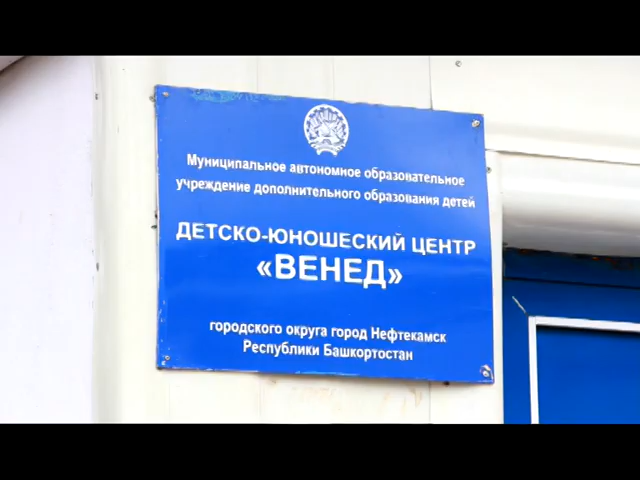 Муниципальное автономное образовательное
учреждение дополнительного образования детей
ДЕТСКО-ЮНОШЕСКИЙ ЦЕНТР
«ВЕНЕД»
городского округа город Нефтекамск
Республики Башкортостан